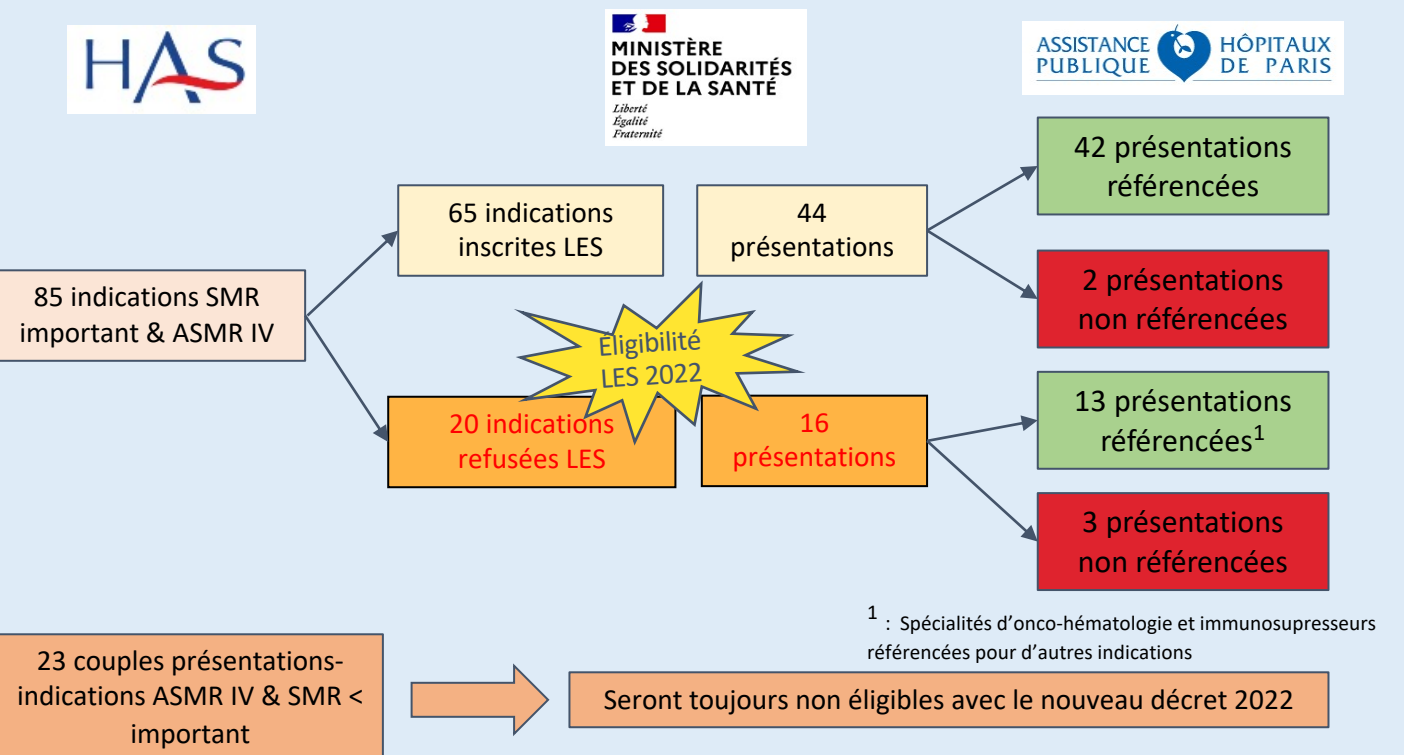 HAS
MINISTÈRE
DES SOLIDARITÉS
ET DE LA SANTÉ
Liberté
Égalité
Fraternité
ASSISTANCE
PUBLIQUE
HÔPITAUX
DE PARIS
85 indications SMR
important & ASMR IV
65 indications
inscrites LES
44
présentations
42 présentations
référencées
2 présentations
non référencées
Éligibilité
LES 2022
20 indications
refusées LES
16
présentations
13 présentations
référencées¹
3 présentations
non référencées
¹ : Spécialités d'onco-hématologie et immunosupresseurs
référencées pour d'autres indications
23 couples présentations-
indications ASMR IV & SMR <
important
Seront toujours non éligibles avec le nouveau décret 2022